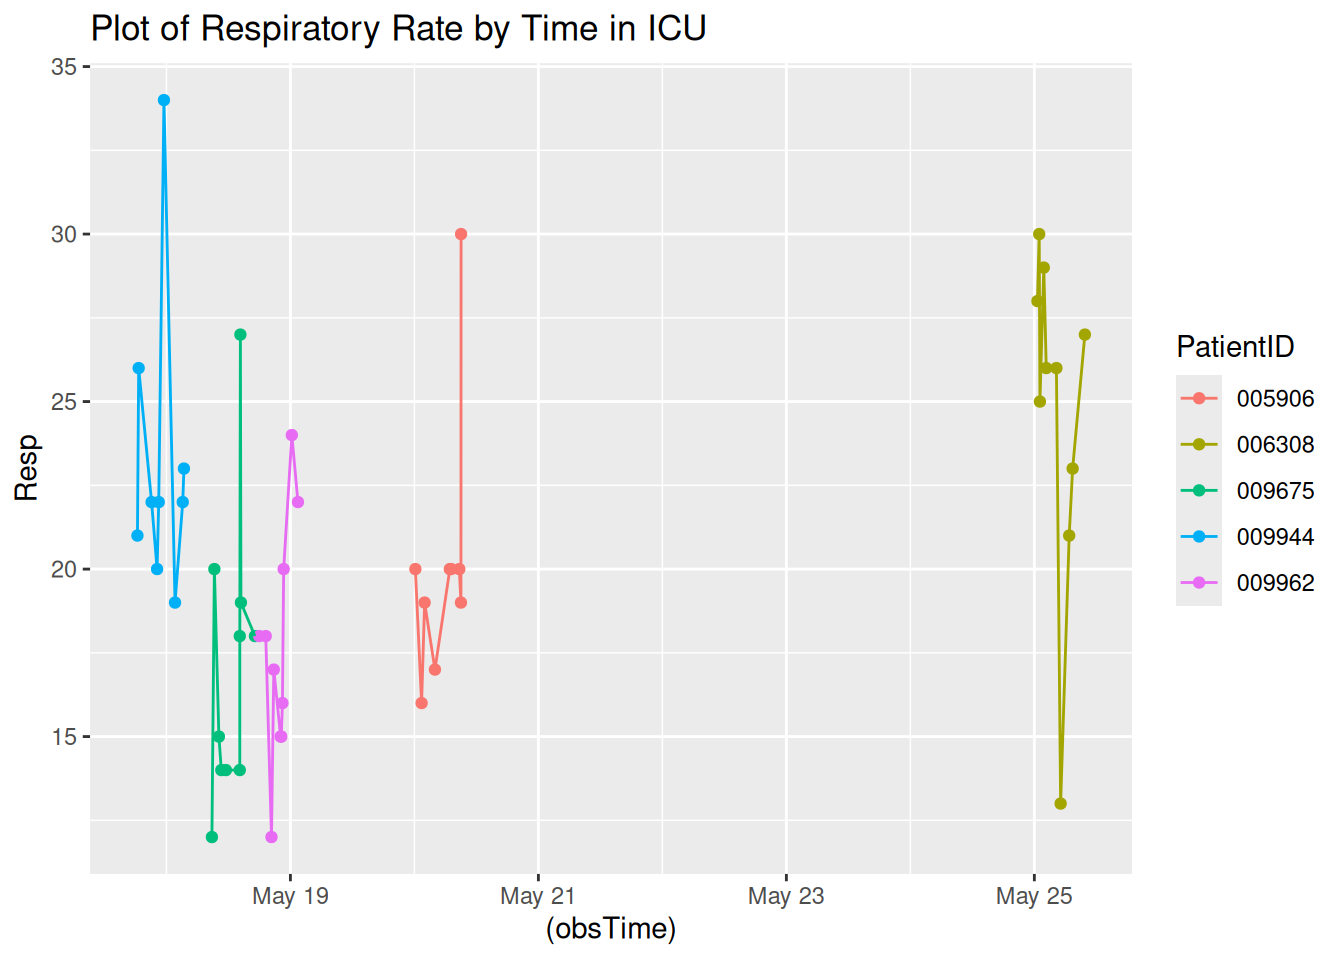 Plot of Respiratory Rate by Time in ICU
35
30
25
20
15
Resp
May 19
May 21
May 23
May 25
(obsTime)
PatientID
005906
006308
009675
009944
009962